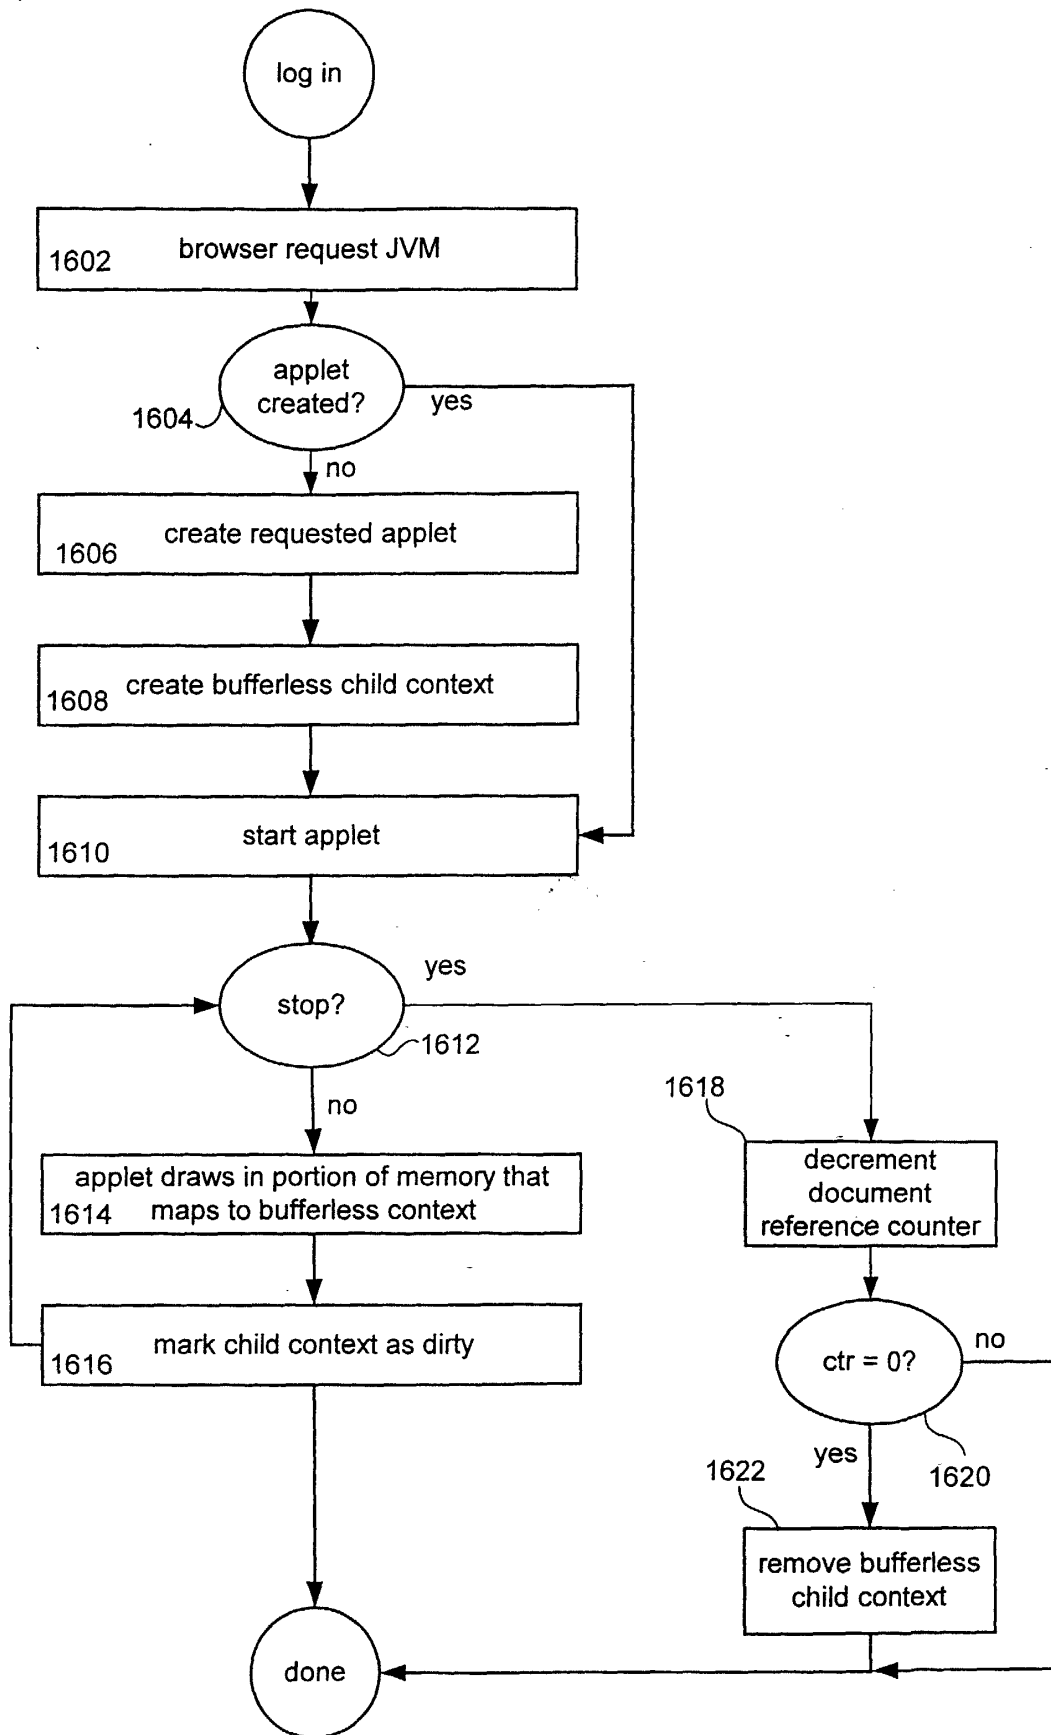 log in
browser request JVM
1602
applet
created?
yes
1604
no
create requested applet
1606
create bufferless child context
1608
start applet
1610
yes
stop?
1612
no
1618
applet draws in portion of memory that
maps to bufferless context
1614
decrement
document
reference counter
mark child context as dirty
1616
ctr = 0?
no
yes
1620
1622
remove bufferless
child context
done